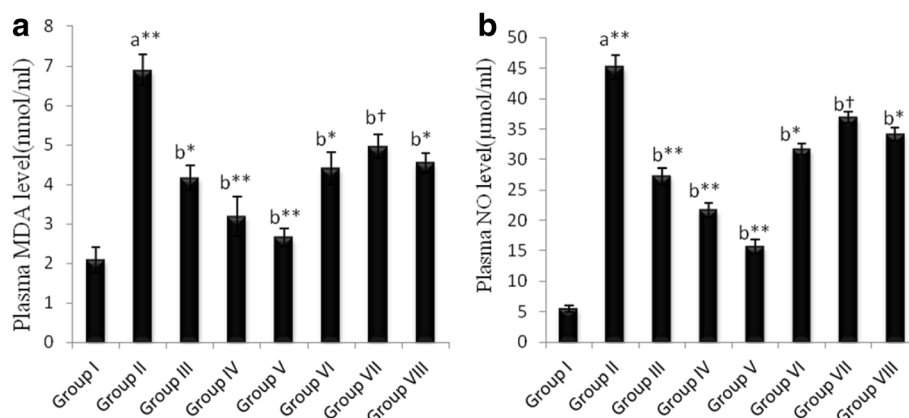 a
Plasma MDA level(nmol/ml)
8
7
6
5
4
3
2
1
0
a**
b*
b**
b**
b*
b†
b*
Group I
Group II
Group III
Group IV
Group V
Group VI
Group VII
Group VIII
b
Plasma NO level(µmol/ml)
50
45
40
35
30
25
20
15
10
5
0
a**
b**
b**
b**
b*
b†
b*
Group I
Group II
Group III
Group IV
Group V
Group VI
Group VII
Group VIII